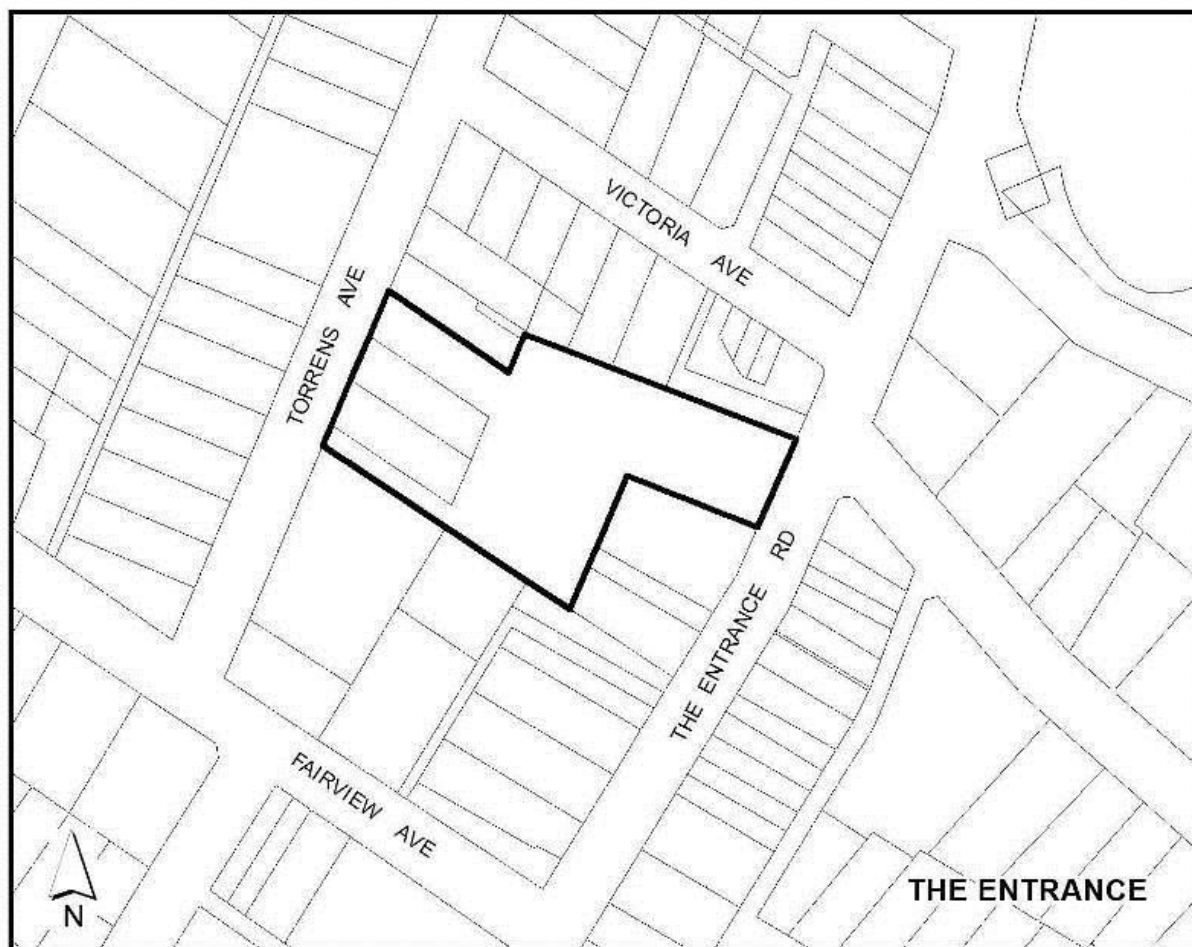 VICTORIA AVE
TORRENS AVE
THE ENTRANCE RD
FAIRVIEW AVE
THE ENTRANCE
N